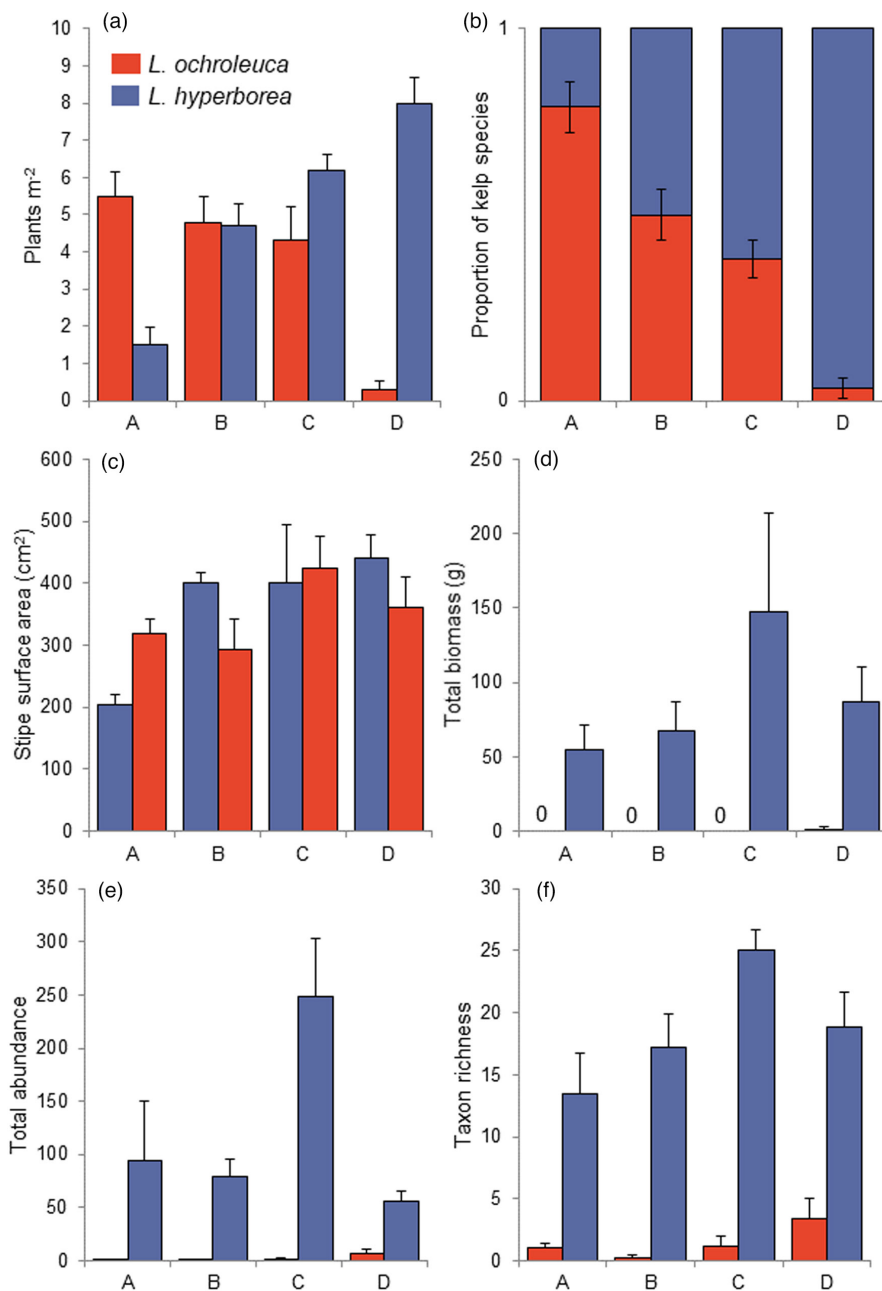 (a)
Plants m-2
10
9
8
7
6
5
4
3
2
1
0
L. ochroleuca
L. hyperborea
A B C D
(b)
Proportion of kelp species
1
0
A B C D
(c)
Stipe surface area (cm2)
600
500
400
300
200
100
0
A B C D
(d)
Total biomass (g)
250
200
150
100
50
0
0 0 0
A B C D
(e)
Total abundance
350
300
250
200
150
100
50
0
A B C D
(f)
Taxon richness
30
25
20
15
10
5
0
A B C D